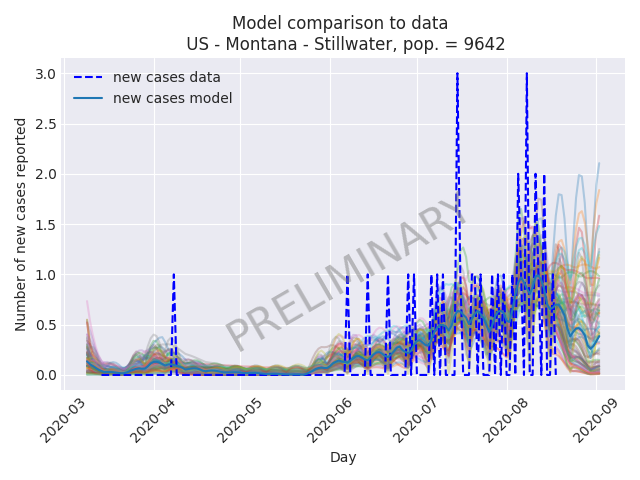 Model comparison to data
US - Montana - Stillwater, pop. = 9642
new cases data
new cases model
PRELIMINARY
Number of new cases reported
3.0
2.5
2.0
1.5
1.0
0.5
0.0
2020-03
2020-04
2020-05
2020-06
2020-07
2020-08
2020-09
Day